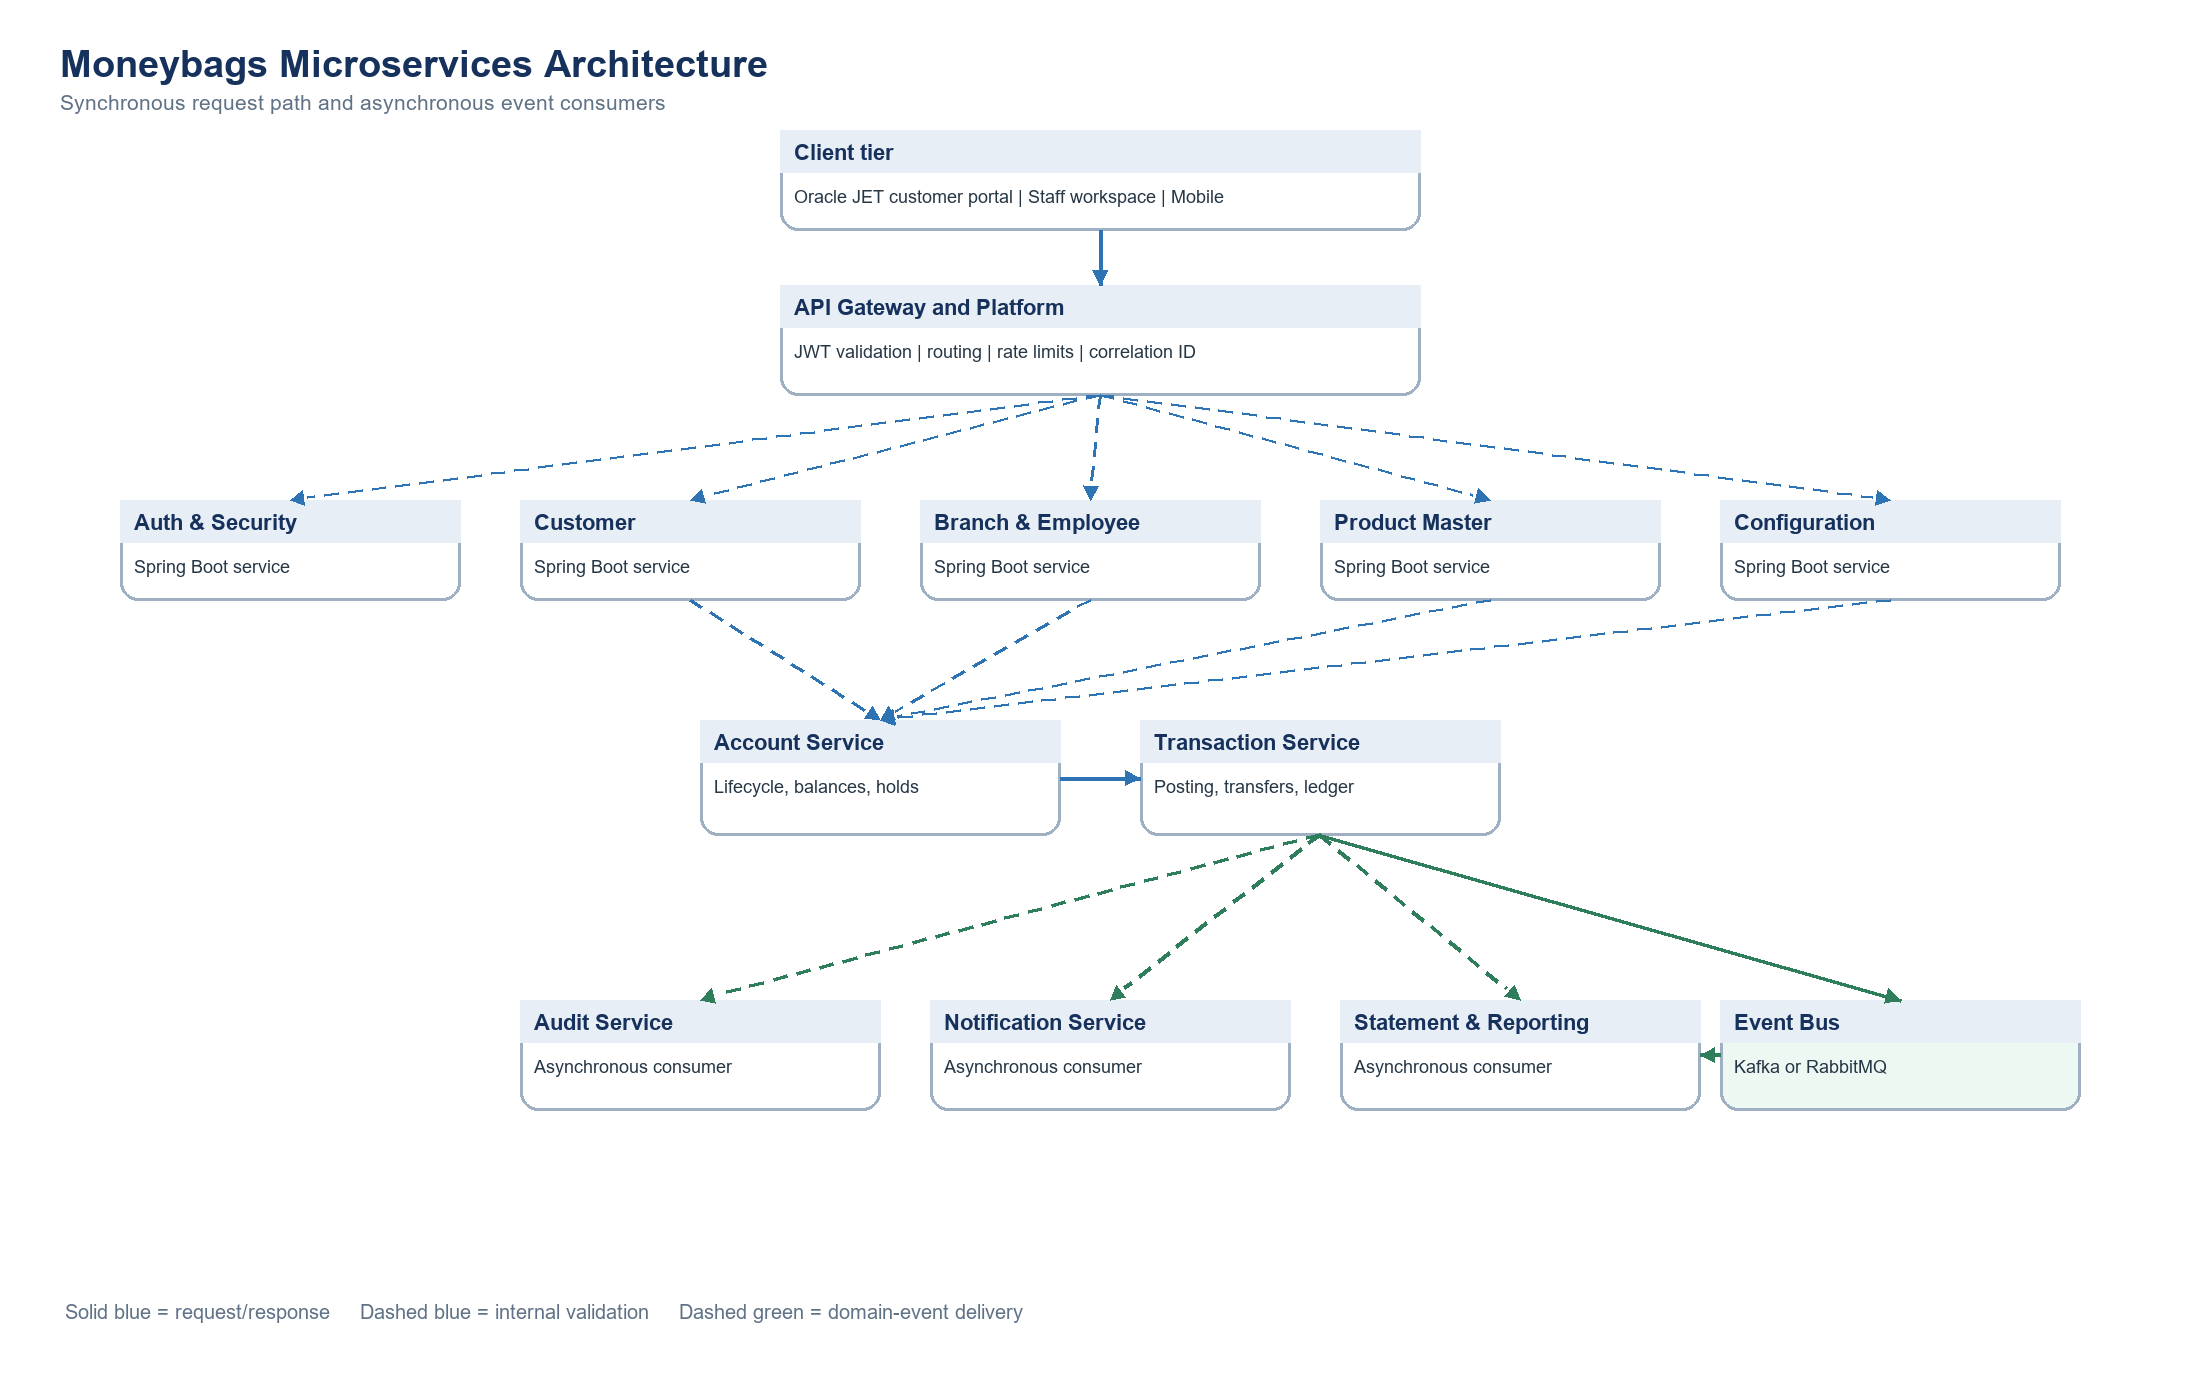 Moneybags Microservices Architecture
Synchronous request path and asynchronous event consumers
Client tier
Oracle JET customer portal | Staff workspace | Mobile
API Gateway and Platform
JWT validation | routing | rate limits | correlation ID
Auth & Security
Spring Boot service
Customer
Spring Boot service
Branch & Employee
Spring Boot service
Product Master
Spring Boot service
Configuration
Spring Boot service
Account Service
Lifecycle, balances, holds
Transaction Service
Posting, transfers, ledger
Audit Service
Asynchronous consumer
Notification Service
Asynchronous consumer
Statement & Reporting
Asynchronous consumer
Event Bus
Kafka or RabbitMQ
Solid blue = request/response Dashed blue = internal validation Dashed green = domain-event delivery